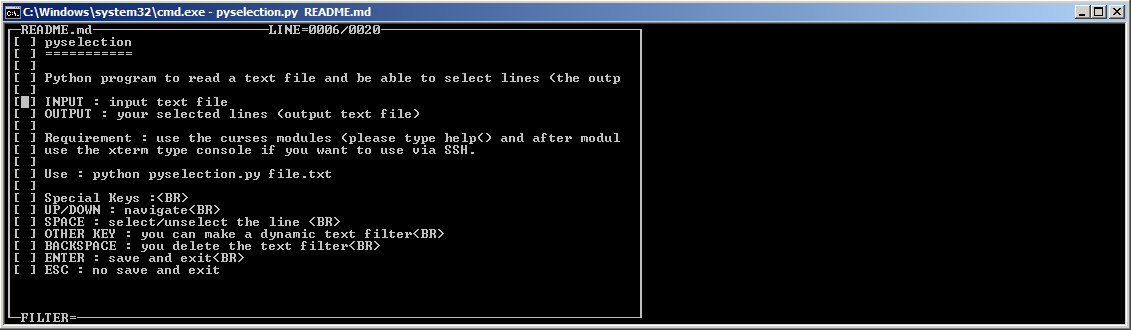 C:\Windows\system32\cmd.exe - pyselection.py README.md
README.md LINE=0006/0020
[ ] pyselection
[ ] ===========
[ ]
[ ] Python program to read a text file and be able to select lines (the outp
[ ]
[ ] INPUT : input text file
[ ] OUTPUT : your selected lines (output text file)
[ ]
[ ] Requirement : use the curses modules (please type help() and after modul
[ ] use the xterm type console if you want to use via SSH.
[ ]
[ ] Use : python pyselection.py file.txt
[ ]
[ ] Special Keys :<BR>
[ ] UP/DOWN : navigate<BR>
[ ] SPACE : select/unselect the line <BR>
[ ] OTHER KEY : you can make a dynamic text filter<BR>
[ ] BACKSPACE : you delete the text filter<BR>
[ ] ENTER : save and exit<BR>
[ ] ESC : no save and exit
FILTER=